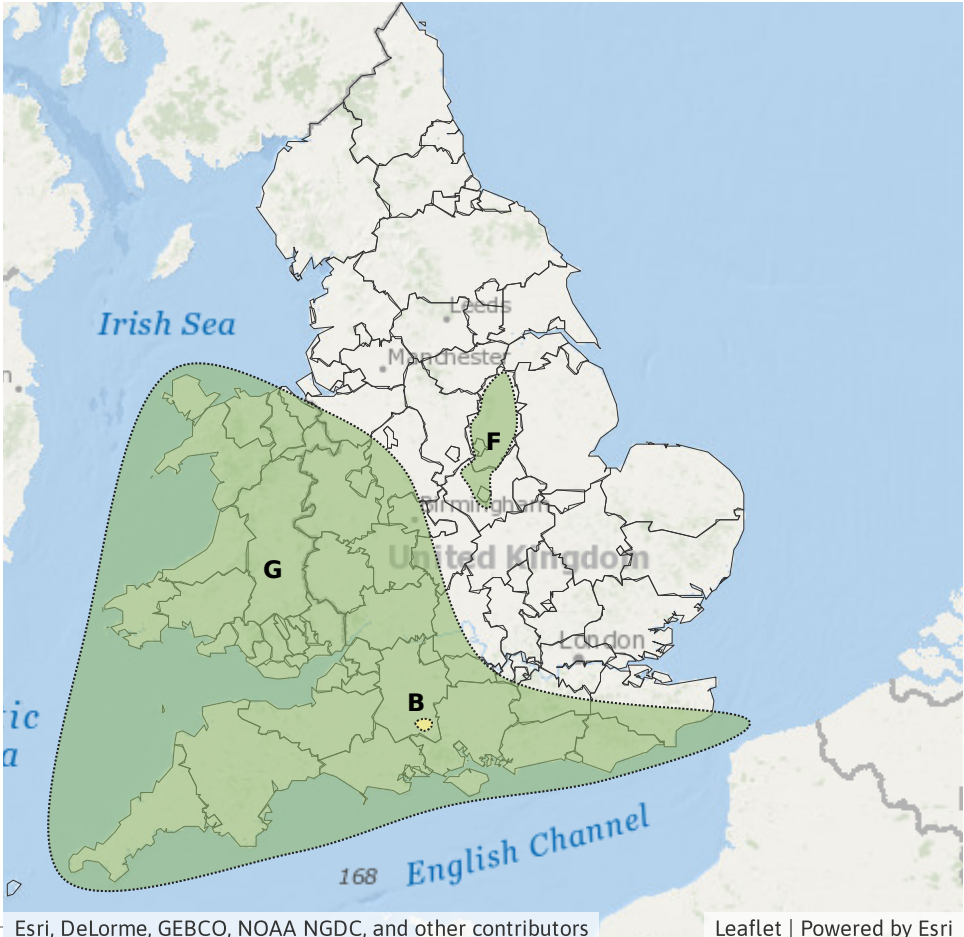 Leeds
Irish Sea
Manchester
n
F
Birmingham
United Kingdom
G
London
B
tic
a
English Channel
168
Esri, DeLorme, GEBCO, NOAA NGDC, and other contributors
Leaflet | Powered by Esri